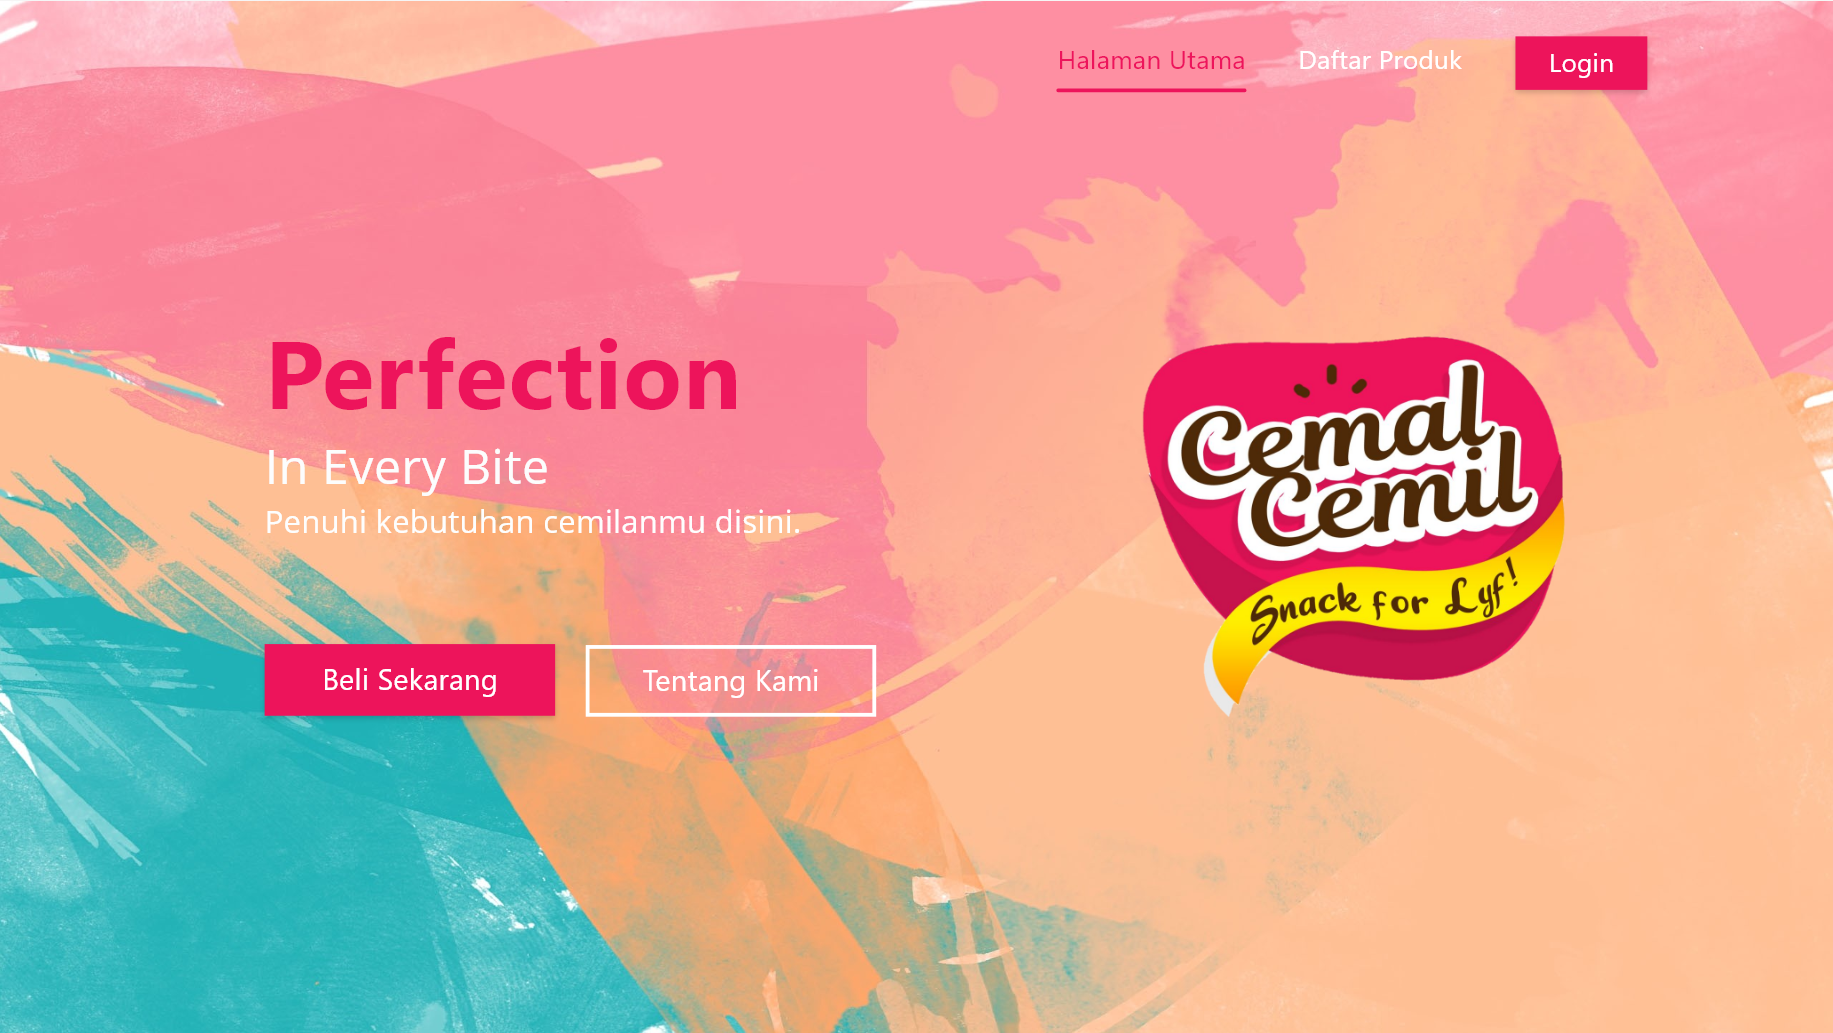 Halaman Utama
Daftar Produk
Login
Perfection
In Every Bite
Penuhi kebutuhan cemilanmu disini.
Beli Sekarang
Tentang Kami
Cemal
Cemil
Snack for Lyf!